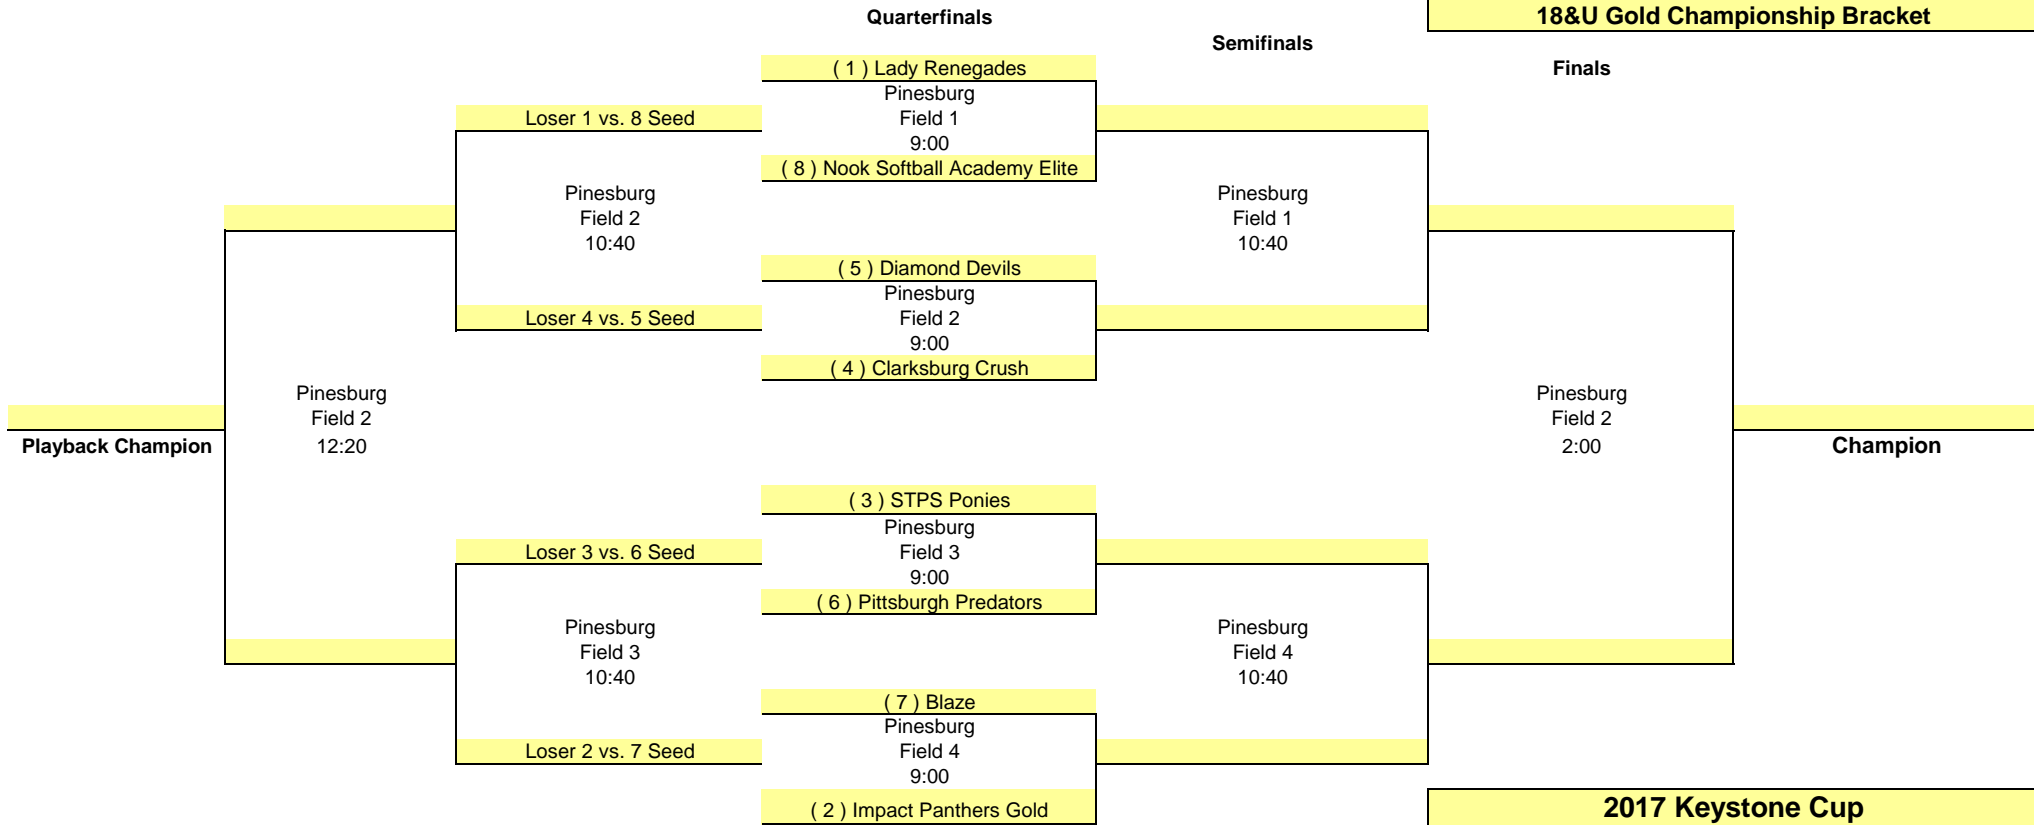 Quarterfinals
18&U Gold Championship Bracket
Semifinals
( 1 ) Lady Renegades
Finals
Pinesburg
Loser 1 vs. 8 Seed
Field 1
9:00
( 8 ) Nook Softball Academy Elite
Pinesburg
Field 2
10:40
Pinesburg
Field 1
10:40
( 5 ) Diamond Devils
Pinesburg
Loser 4 vs. 5 Seed
Field 2
9:00
( 4 ) Clarksburg Crush
Pinesburg
Field 2
12:20
Playback Champion
Pinesburg
Field 2
2:00
Champion
( 3 ) STPS Ponies
Pinesburg
Loser 3 vs. 6 Seed
Field 3
9:00
( 6 ) Pittsburgh Predators
Pinesburg
Field 3
10:40
Pinesburg
Field 4
10:40
( 7 ) Blaze
Pinesburg
Loser 2 vs. 7 Seed
Field 4
9:00
( 2 ) Impact Panthers Gold
2017 Keystone Cup